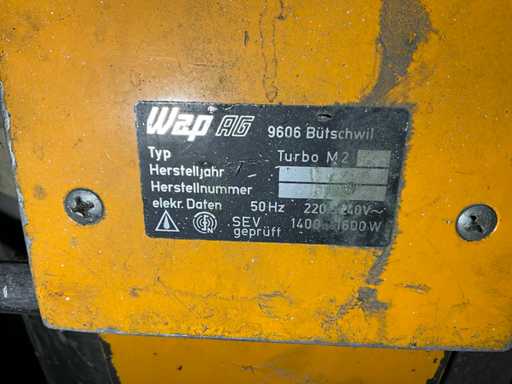 Wap AG 9606 Bütschwil
Typ Turbo M2
Herstelljahr
Herstellnummer
elekr. Daten 50Hz 220 240V~
SEV 1400 1600W
geprüft